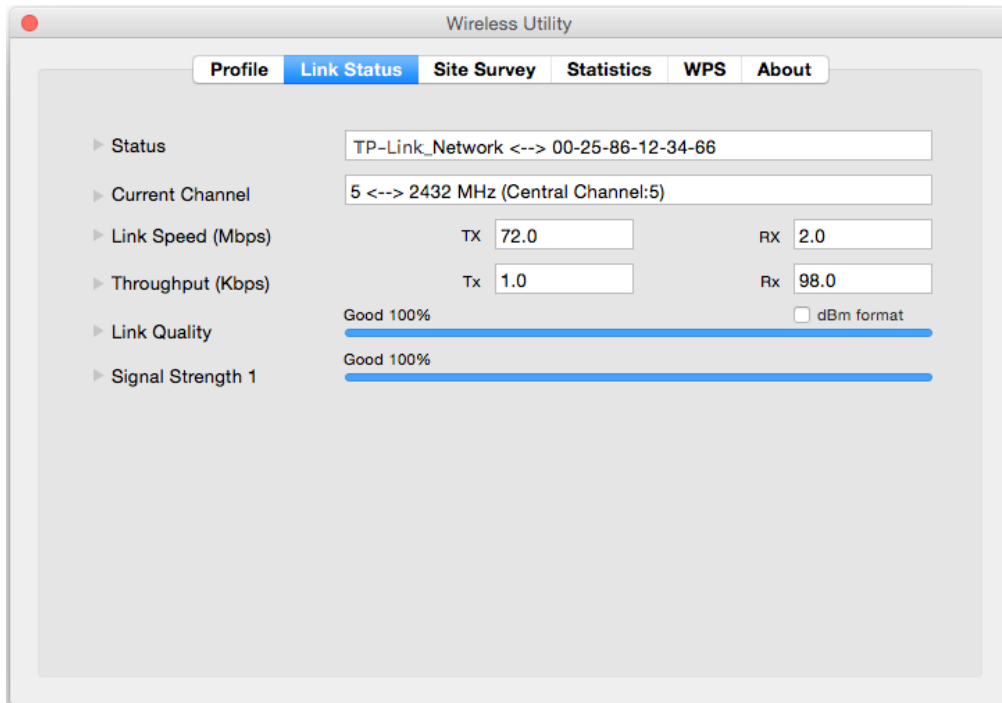 Wireless Utility
Profile Link Status Site Survey Statistics WPS About
Status TP-Link_Network <--> 00-25-86-12-34-66
Current Channel 5 <--> 2432 MHz (Central Channel:5)
Link Speed (Mbps) TX 72.0 RX 2.0
Throughput (Kbps) Tx 1.0 Rx 98.0
Good 100% dBm format
Link Quality
Good 100%
Signal Strength 1